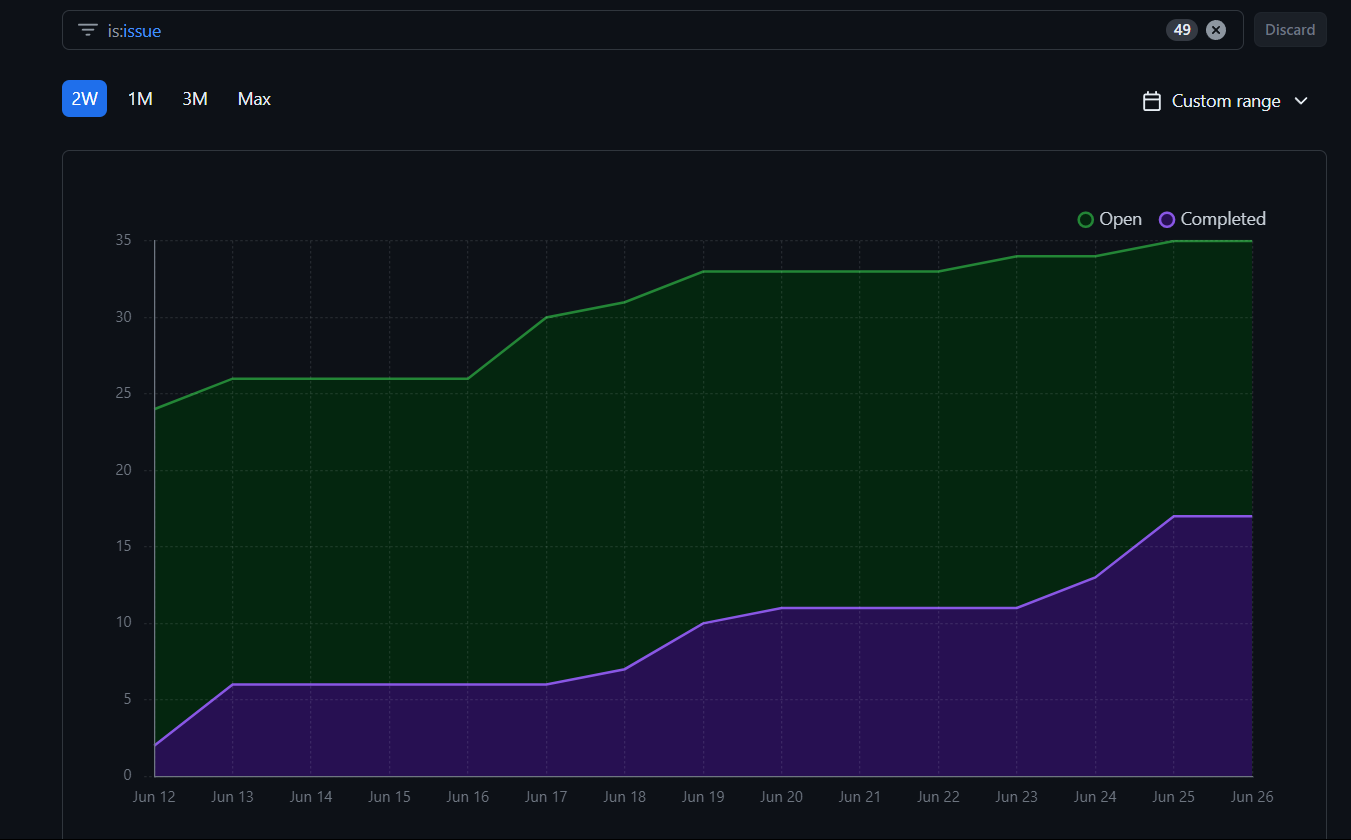 is:issue 49 Discard
2W 1M 3M Max Custom range
Open Completed
35
30
25
20
15
10
5
0
Jun 12 Jun 13 Jun 14 Jun 15 Jun 16 Jun 17 Jun 18 Jun 19 Jun 20 Jun 21 Jun 22 Jun 23 Jun 24 Jun 25 Jun 26